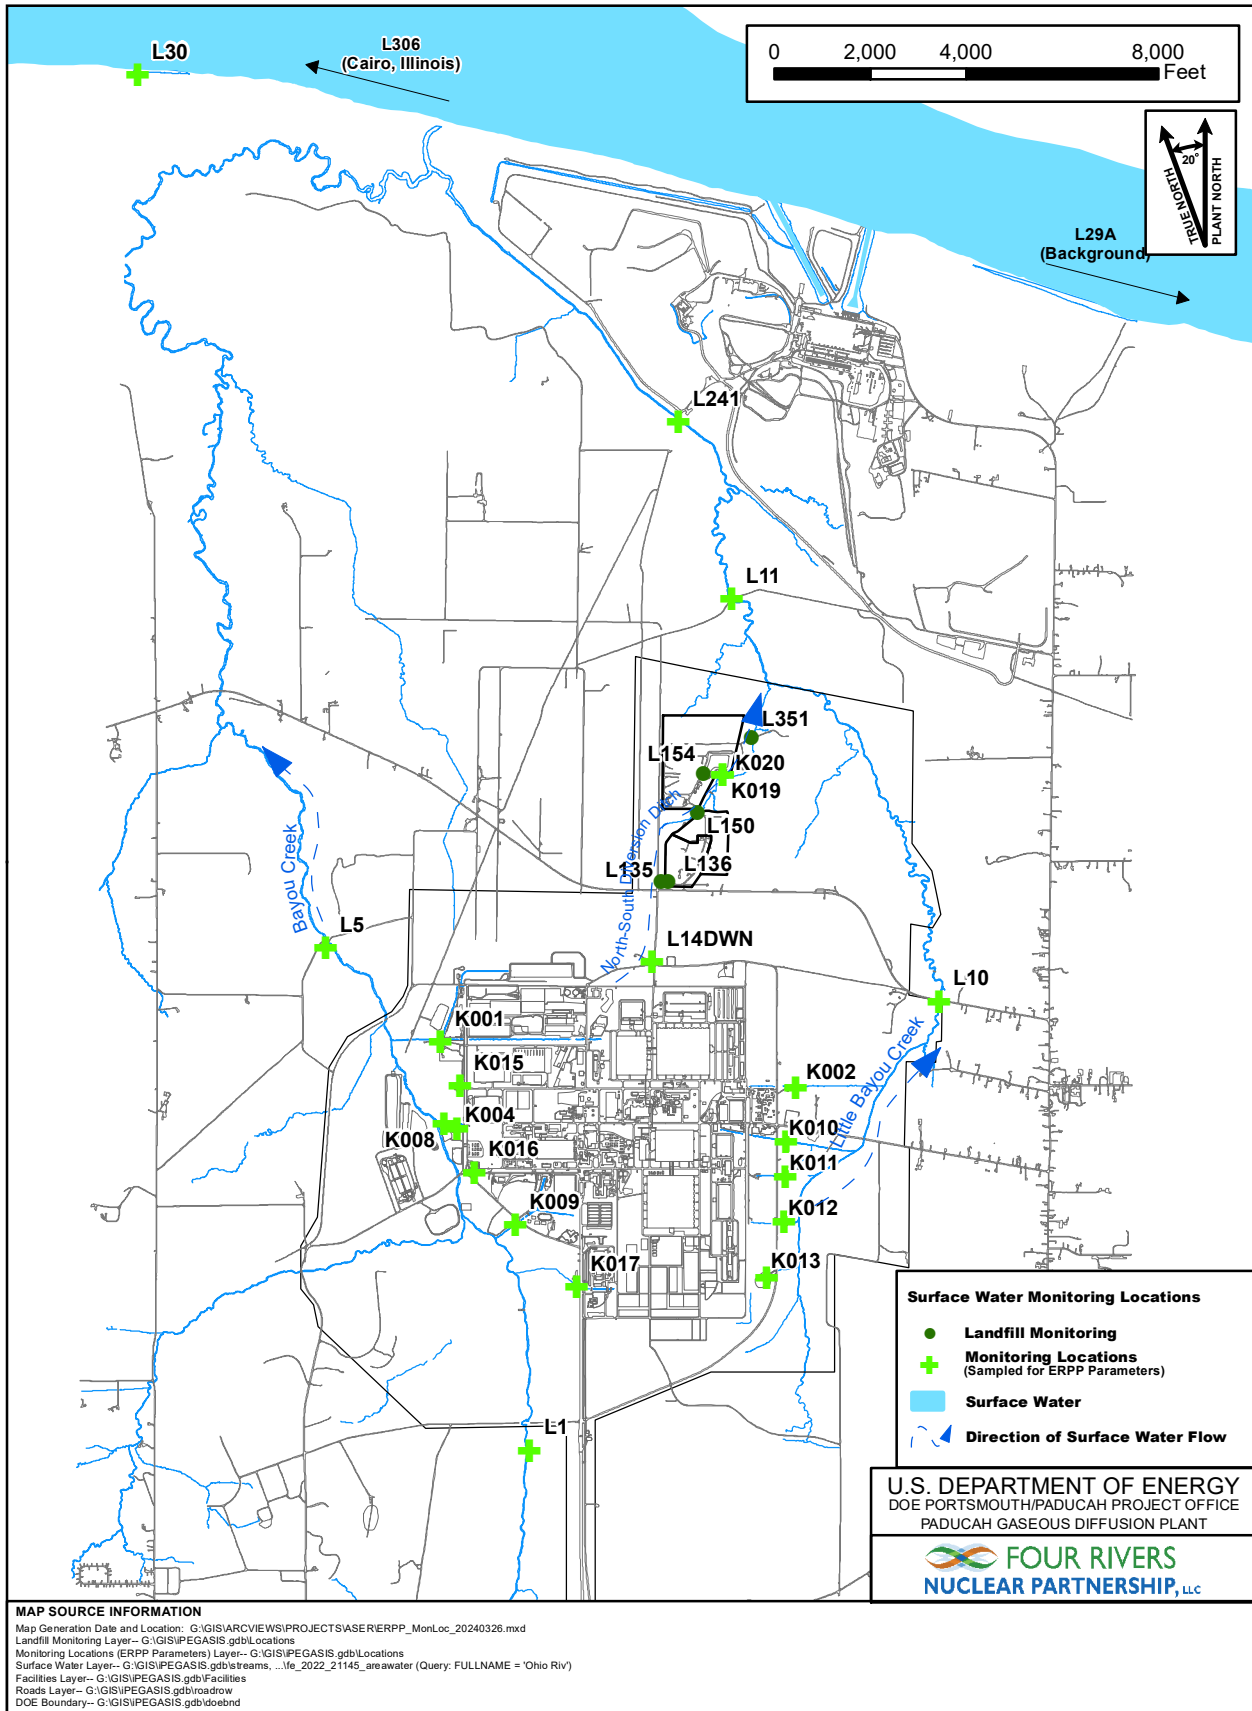 L30
L306
(Cairo, Illinois)
0 2,000 4,000 8,000
Feet
20°
TRUE NORTH
PLANT NORTH
L29A
(Background)
L241
L11
L351
L154
K020
K019
L150
L135
L136
North-South Diversion Ditch
Bayou Creek
L5
L14DWN
L10
K001
K015
K002
K004
K008
K010
Little Bayou Creek
K016
K011
K009
K012
K017
K013
L1
Surface Water Monitoring Locations
Landfill Monitoring
Monitoring Locations
(Sampled for ERPP Parameters)
Surface Water
Direction of Surface Water Flow
U.S. DEPARTMENT OF ENERGY
DOE PORTSMOUTH/PADUCAH PROJECT OFFICE
PADUCAH GASEOUS DIFFUSION PLANT
FOUR RIVERS
NUCLEAR PARTNERSHIP, LLC
MAP SOURCE INFORMATION
Map Generation Date and Location: G:\GIS\ARCVIEWS\PROJECTS\ASER\ERPP_MonLoc_20240326.mxd
Landfill Monitoring Layer-- G:\GIS\PEGASIS.gdb\Locations
Monitoring Locations (ERPP Parameters) Layer-- G:\GIS\PEGASIS.gdb\Locations
Surface Water Layer-- G:\GIS\PEGASIS.gdb\streams, ...\fe_2022_21145_areawater (Query: FULLNAME = 'Ohio Riv')
Facilities Layer-- G:\GIS\PEGASIS.gdb\Facilities
Roads Layer-- G:\GIS\PEGASIS.gdb\roadrow
DOE Boundary-- G:\GIS\PEGASIS.gdb\doebnd